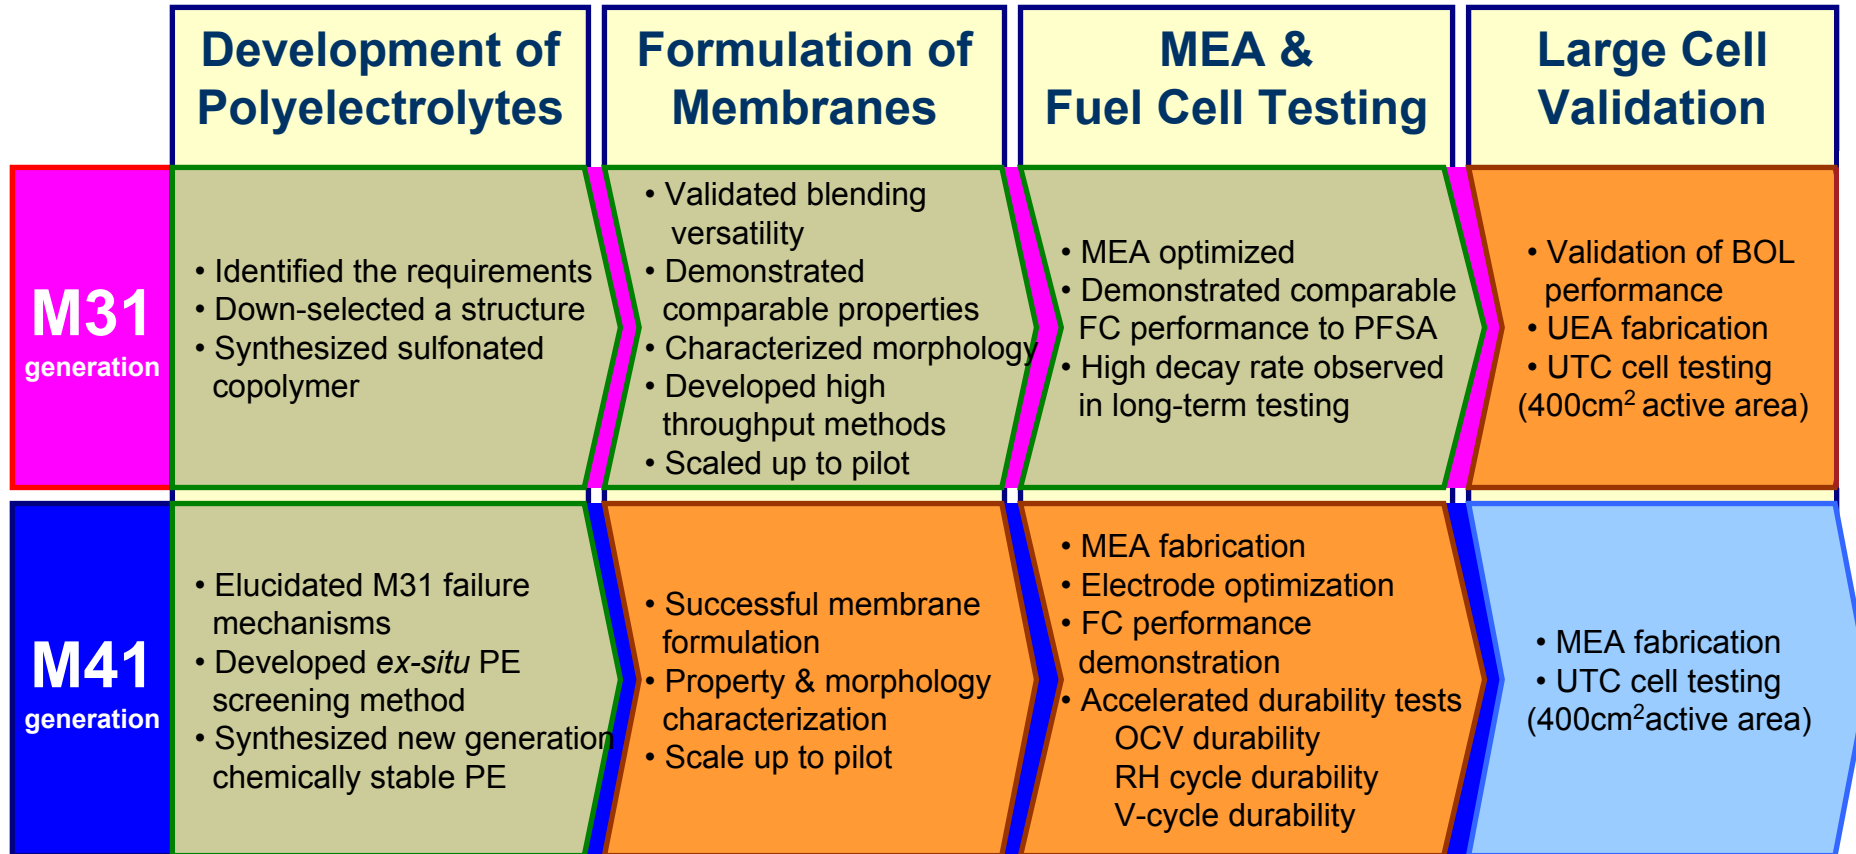 Development of
Polyelectrolytes
Formulation of
Membranes
MEA &
Fuel Cell Testing
Large Cell
Validation
M31
generation
• Identified the requirements
• Down-selected a structure
• Synthesized sulfonated
copolymer
• Validated blending
versatility
• Demonstrated
comparable properties
• Characterized morphology
• Developed high
throughput methods
• Scaled up to pilot
• MEA optimized
• Demonstrated comparable
FC performance to PFSA
• High decay rate observed
in long-term testing
• Validation of BOL
performance
• UEA fabrication
• UTC cell testing
(400cm² active area)
M41
generation
• Elucidated M31 failure
mechanisms
• Developed ex-situ PE
screening method
• Synthesized new generation
chemically stable PE
• Successful membrane
formulation
• Property & morphology
characterization
• Scale up to pilot
• MEA fabrication
• Electrode optimization
• FC performance
demonstration
• Accelerated durability tests
OCV durability
RH cycle durability
V-cycle durability
• MEA fabrication
• UTC cell testing
(400cm²active area)